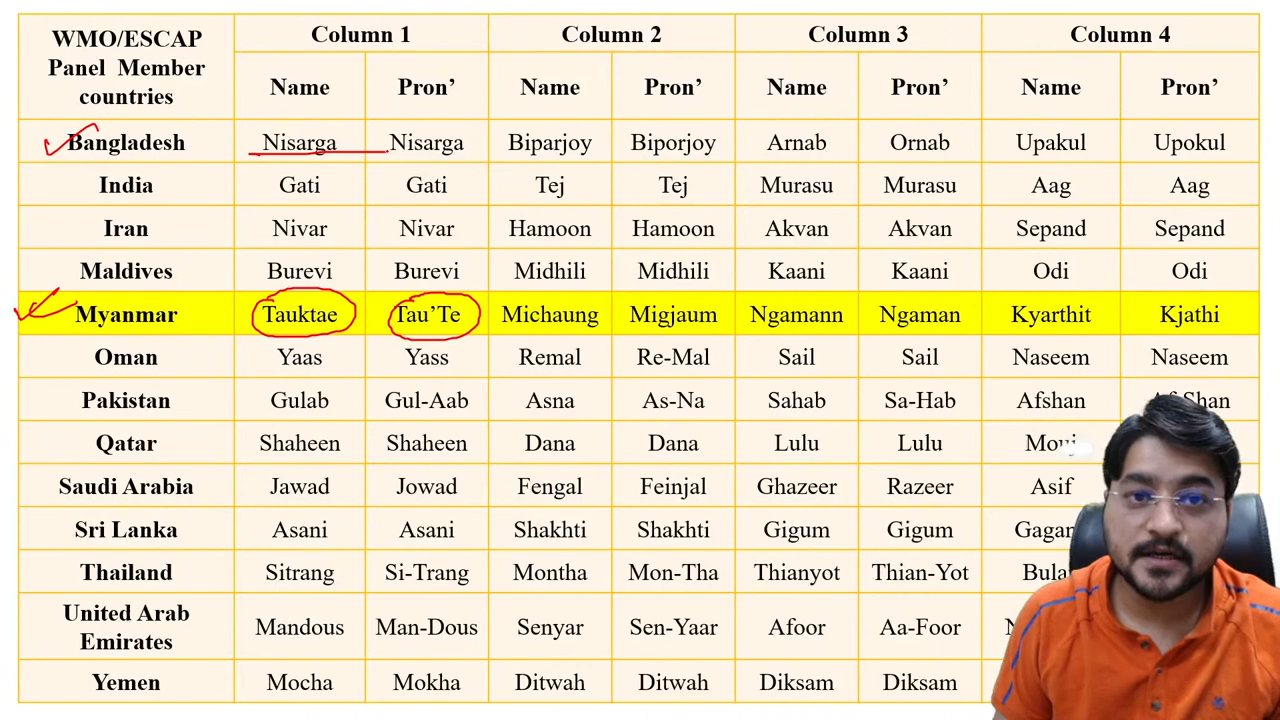 WMO/ESCAP Panel Member countries | Column 1 | Column 2 | Column 3 | Column 4
Name | Pron’ | Name | Pron’ | Name | Pron’ | Name | Pron’
Bangladesh | Nisarga | Nisarga | Biparjoy | Biporjoy | Arnab | Ornab | Upakul | Upokul
India | Gati | Gati | Tej | Tej | Murasu | Murasu | Aag | Aag
Iran | Nivar | Nivar | Hamoon | Hamoon | Akvan | Akvan | Sepand | Sepand
Maldives | Burevi | Burevi | Midhili | Midhili | Kaani | Kaani | Odi | Odi
Myanmar | Tauktae | Tau’Te | Michaung | Migjaum | Ngamann | Ngaman | Kyarthit | Kjathi
Oman | Yaas | Yass | Remal | Re-Mal | Sail | Sail | Naseem | Naseem
Pakistan | Gulab | Gul-Aab | Asna | As-Na | Sahab | Sa-Hab | Afshan
Qatar | Shaheen | Shaheen | Dana | Dana | Lulu | Lulu | Mouj
Saudi Arabia | Jawad | Jowad | Fengal | Feinjal | Ghazeer | Razeer | Asif
Sri Lanka | Asani | Asani | Shakhti | Shakhti | Gigum | Gigum
Thailand | Sitrang | Si-Trang | Montha | Mon-Tha | Thianyot | Thian-Yot
United Arab Emirates | Mandous | Man-Dous | Senyar | Sen-Yaar | Afoor | Aa-Foor
Yemen | Mocha | Mokha | Ditwah | Ditwah | Diksam | Diksam